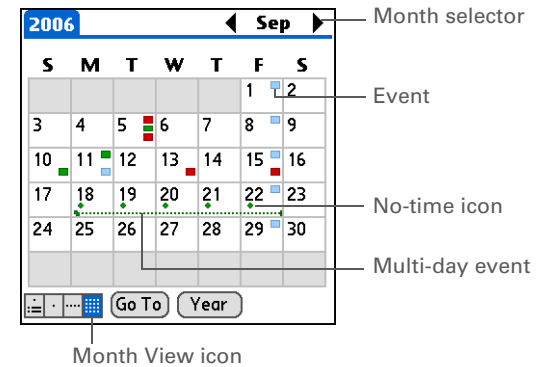 2006 Sep
Month selector
S M T W T F S
1 2
Event
3 4 5 6 7 8 9
10 11 12 13 14 15 16
17 18 19 20 21 22 23
No-time icon
24 25 26 27 28 29 30
Multi-day event
Go To Year
Month View icon